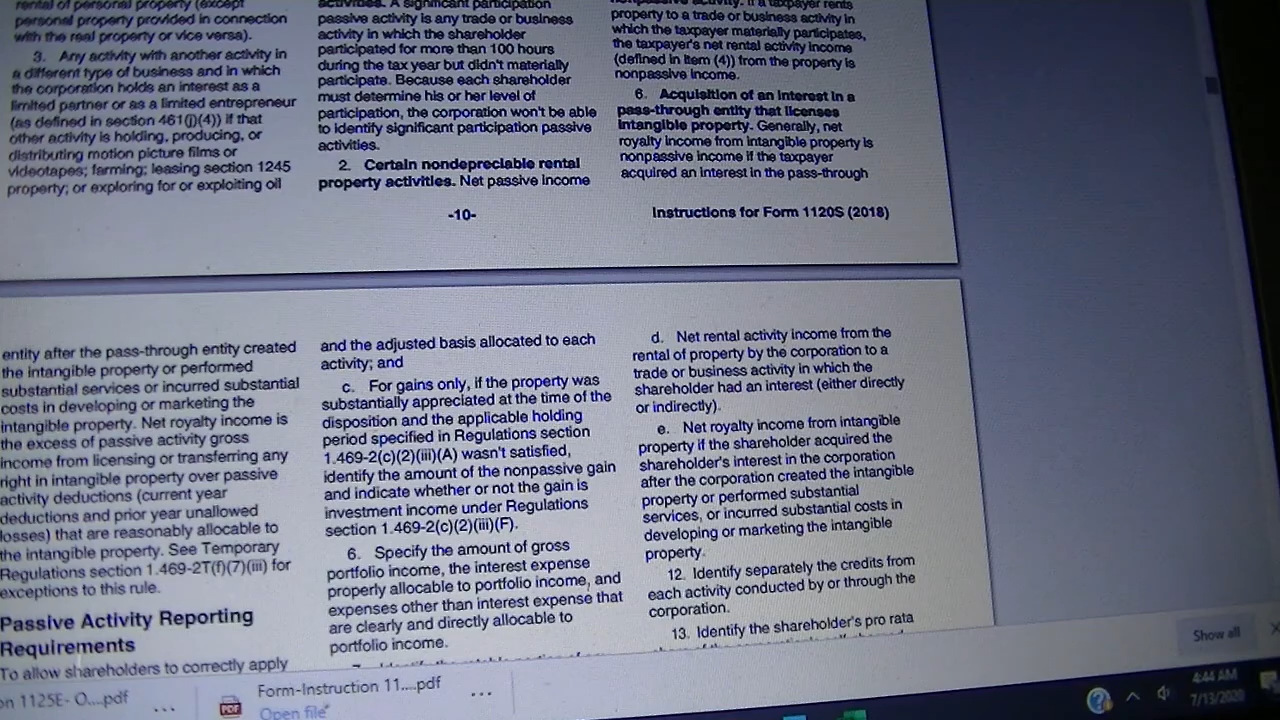 rental of personal property (except
personal property provided in connection
with the real property or vice versa).
3. Any activity with another activity in
a different type of business and in which
the corporation holds an interest as a
limited partner or as a limited entrepreneur
(as defined in section 461(j)(4)) if that
other activity is holding, producing, or
distributing motion picture films or
videotapes; farming; leasing section 1245
property; or exploring for or exploiting oil
activities. A significant participation
passive activity is any trade or business
activity in which the shareholder
participated for more than 100 hours
during the tax year but didn't materially
participate. Because each shareholder
must determine his or her level of
participation, the corporation won't be able
to identify significant participation passive
activities.
2. Certain nondepreciable rental
property activities. Net passive income
nonpassive activity. If a taxpayer rents
property to a trade or business activity in
which the taxpayer materially participates,
the taxpayer's net rental activity income
(defined in item (4)) from the property is
nonpassive income.
6. Acquisition of an interest in a
pass-through entity that licenses
intangible property. Generally, net
royalty income from intangible property is
nonpassive income if the taxpayer
acquired an interest in the pass-through
-10-
Instructions for Form 1120S (2018)
entity after the pass-through entity created
the intangible property or performed
substantial services or incurred substantial
costs in developing or marketing the
intangible property. Net royalty income is
the excess of passive activity gross
income from licensing or transferring any
right in intangible property over passive
activity deductions (current year
deductions and prior year unallowed
losses) that are reasonably allocable to
the intangible property. See Temporary
Regulations section 1.469-2T(f)(7)(iii) for
exceptions to this rule.
Passive Activity Reporting
Requirements
To allow shareholders to correctly apply
and the adjusted basis allocated to each
activity; and
c. For gains only, if the property was
substantially appreciated at the time of the
disposition and the applicable holding
period specified in Regulations section
1.469-2(c)(2)(iii)(A) wasn't satisfied,
identify the amount of the nonpassive gain
and indicate whether or not the gain is
investment income under Regulations
section 1.469-2(c)(2)(iii)(F).
6. Specify the amount of gross
portfolio income, the interest expense
properly allocable to portfolio income, and
expenses other than interest expense that
are clearly and directly allocable to
portfolio income.
d. Net rental activity income from the
rental of property by the corporation to a
trade or business activity in which the
shareholder had an interest (either directly
or indirectly).
e. Net royalty income from intangible
property if the shareholder acquired the
shareholder's interest in the corporation
after the corporation created the intangible
property or performed substantial
services, or incurred substantial costs in
developing or marketing the intangible
property.
12. Identify separately the credits from
each activity conducted by or through the
corporation.
13. Identify the shareholder's pro rata
Show all
on 1125E- O....pdf
...
PDF
Form-Instruction 11....pdf
Open file
...
4:44 AM
7/13/2020